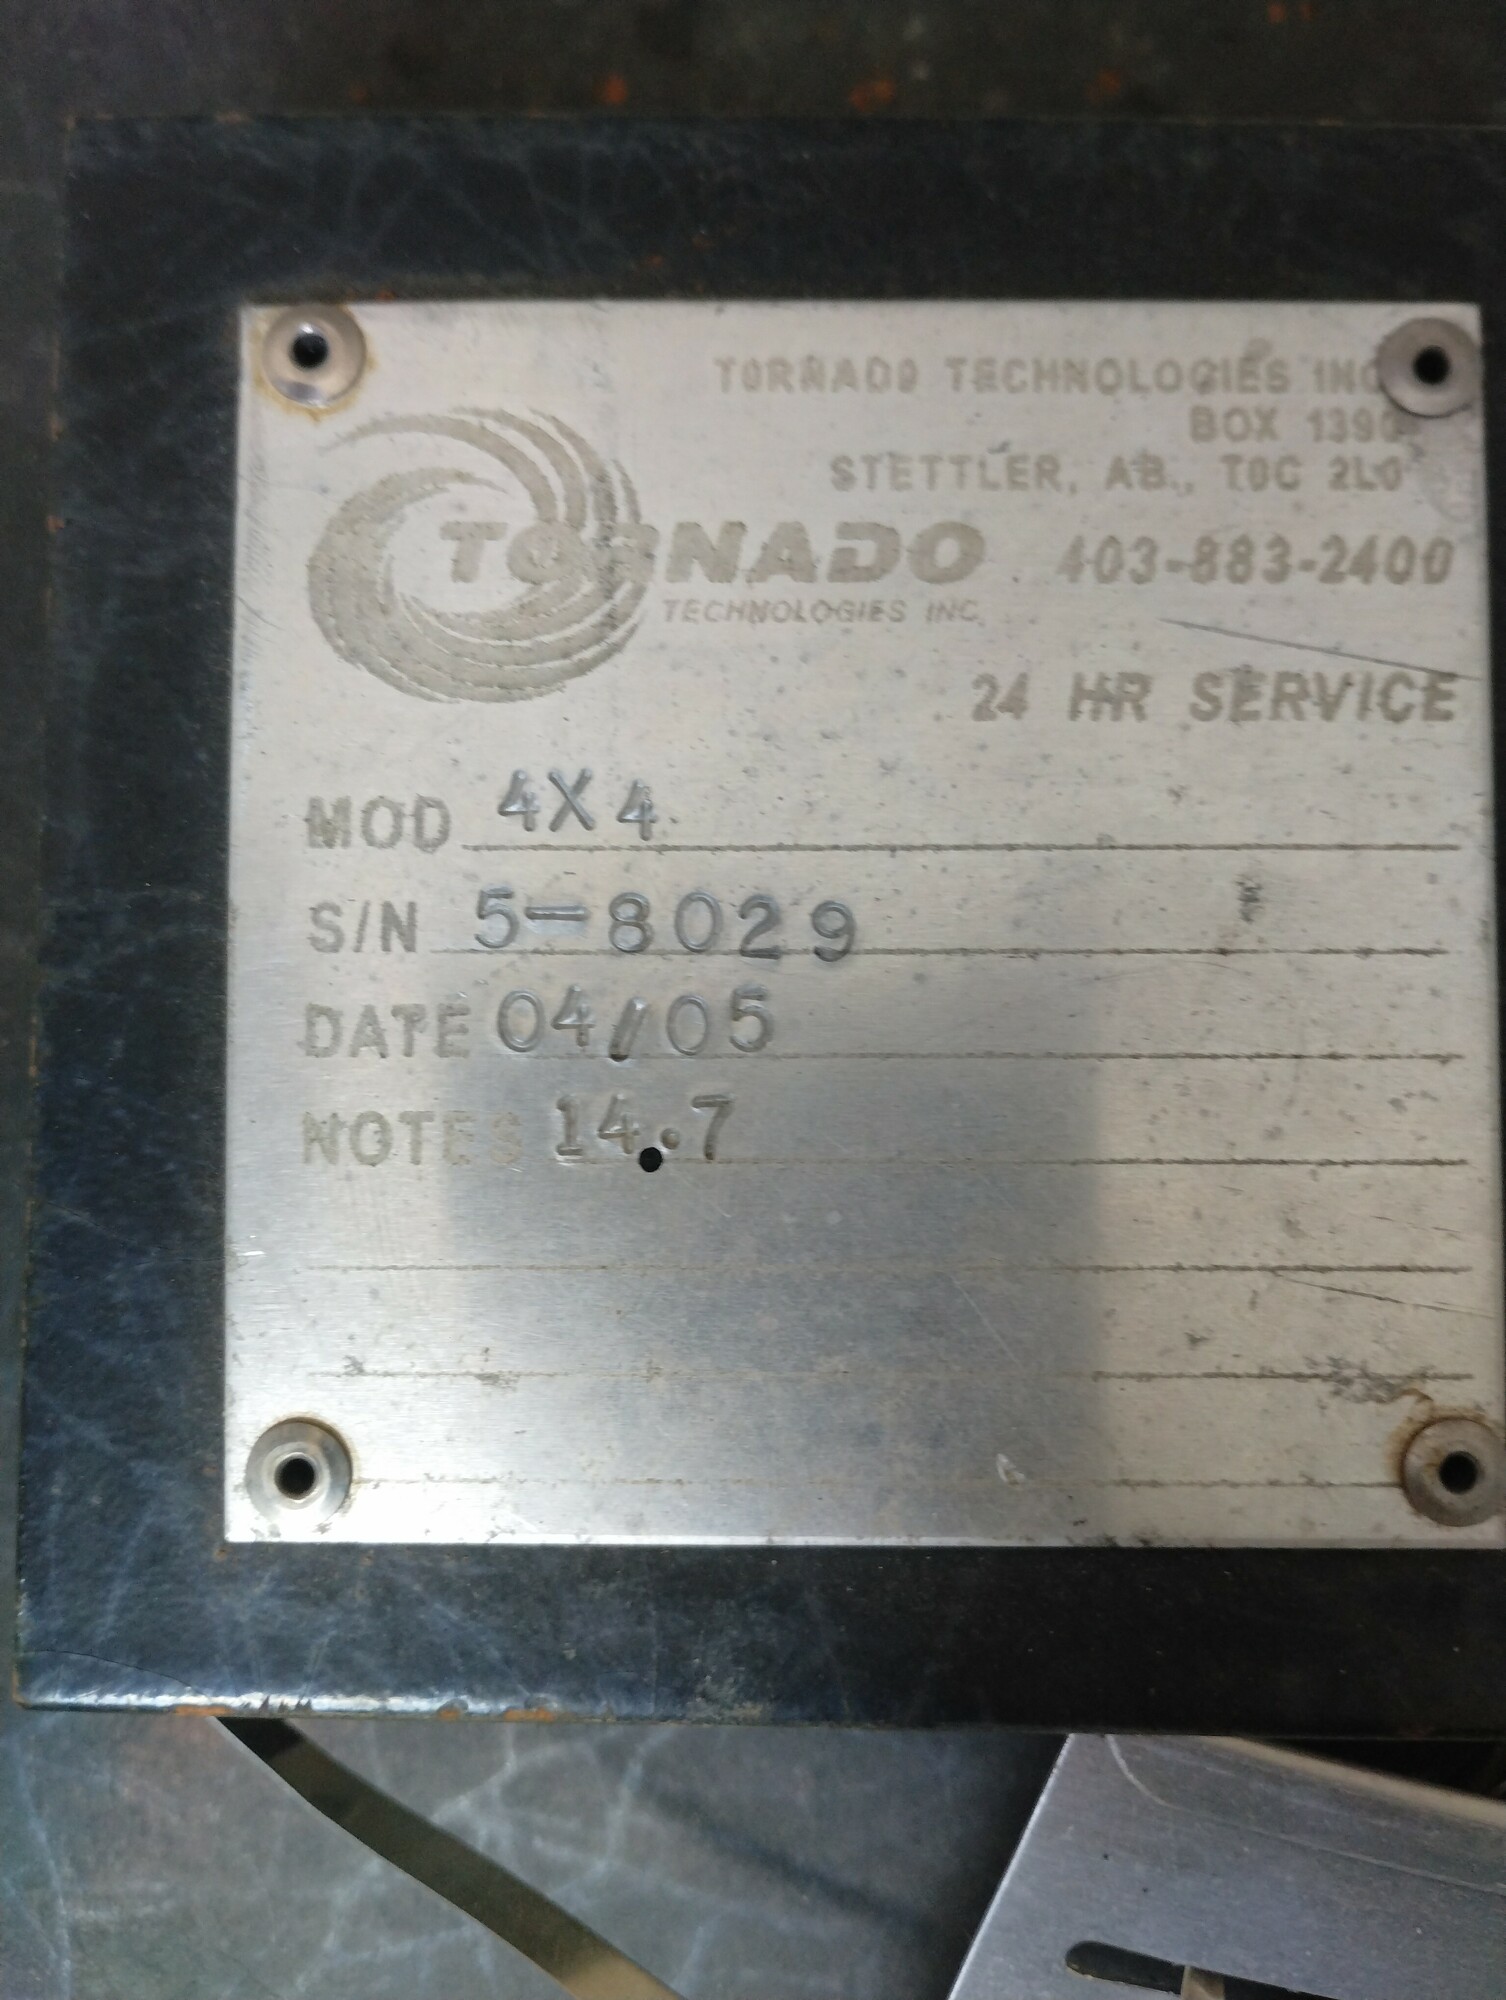 TORNADO TECHNOLOGIES INC
BOX 1390
STETTLER, AB., T0C 2L0
TORNADO
TECHNOLOGIES INC.
403-883-2400
24 HR SERVICE
MOD 4X4
S/N 5-8029
DATE 04/05
NOTES 14.7